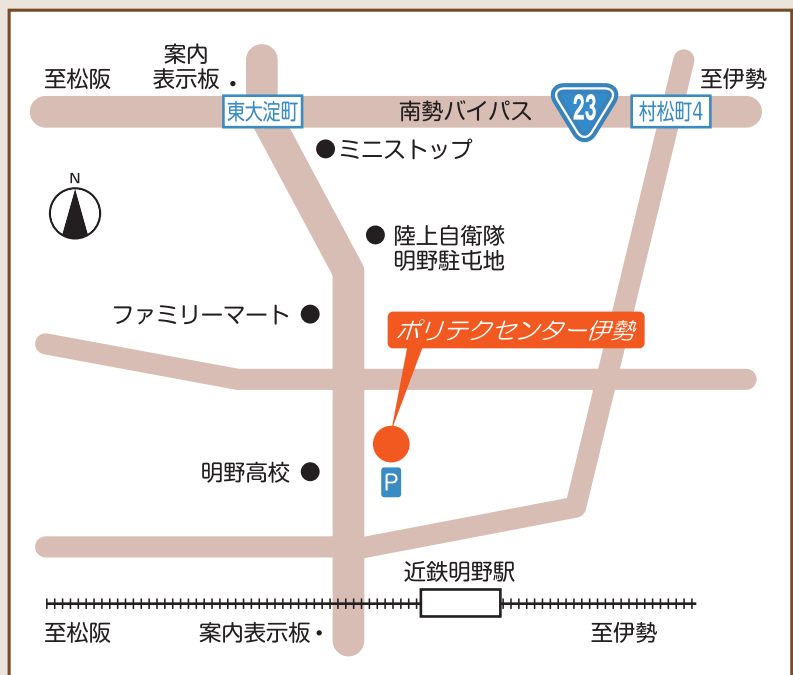 案内
表示板
至松阪
至伊勢
東大淀町
南勢バイパス
23
村松町4
ミニストップ
N
陸上自衛隊
明野駐屯地
ファミリーマート
ポリテクセンター伊勢
明野高校
P
近鉄明野駅
至松阪
案内表示板
至伊勢